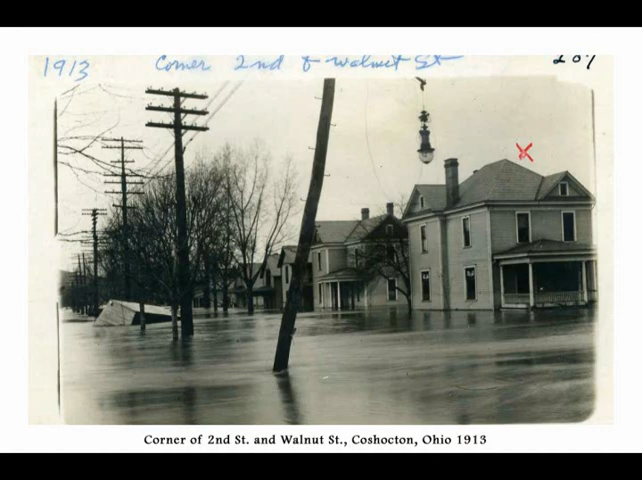 1913 Corner 2nd & Walnut St 207
Corner of 2nd St. and Walnut St., Coshocton, Ohio 1913